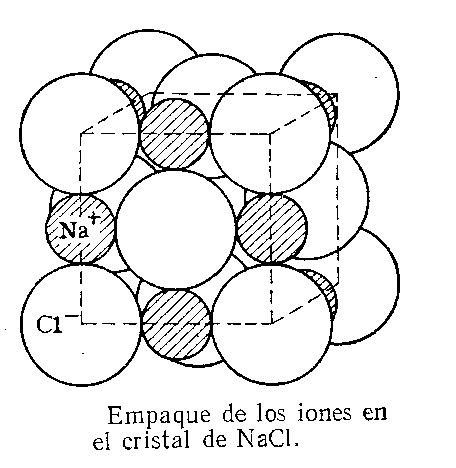 Na+
Cl−
Empaque de los iones en
el cristal de NaCl.